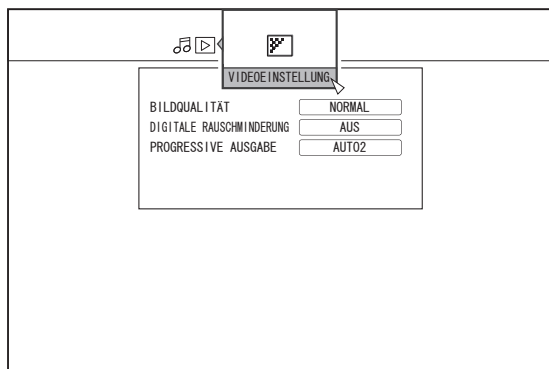 VIDEOEINSTELLUNG
BILDQUALITÄT NORMAL
DIGITALE RAUSCHMINDERUNG AUS
PROGRESSIVE AUSGABE AUTO2